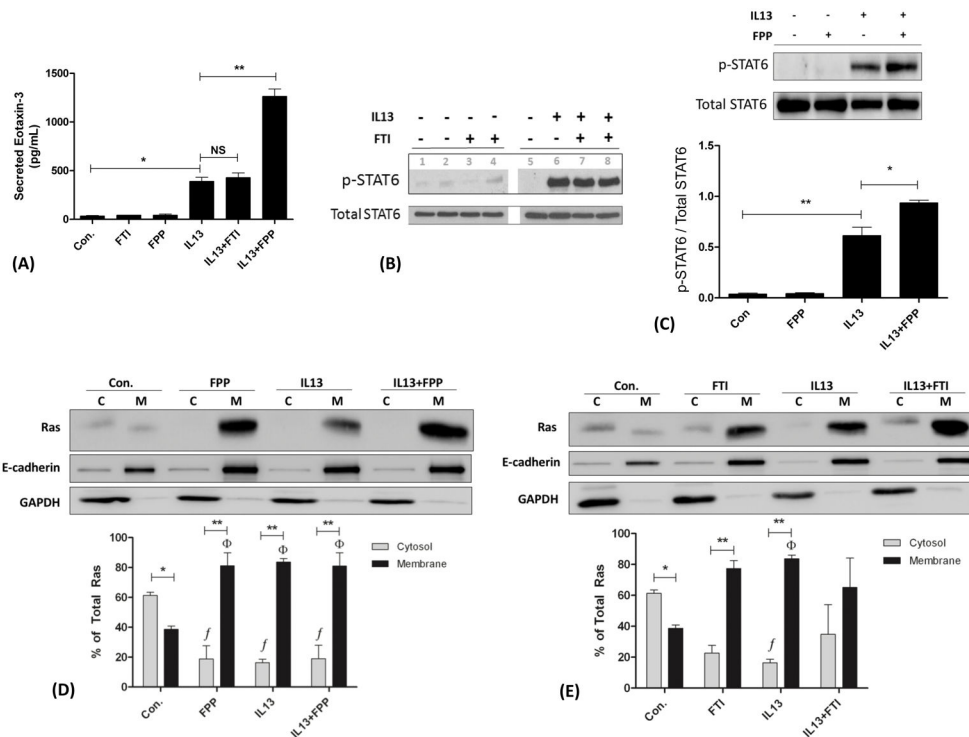 (A)
Secreted Eotaxin-3
(pg/mL)
1500
1000
500
0
*
NS
**
Con.
FTI
FPP
IL13
IL13+FTI
IL13+FPP
(B)
IL13 - - - - - + + +
FTI - - + + - - + +
1 2 3 4 5 6 7 8
p-STAT6
Total STAT6
(C)
IL13 - - + +
FPP - + - +
p-STAT6
Total STAT6
p-STAT6 / Total STAT6
1.5
1.0
0.5
0.0
**
*
Con
FPP
IL13
IL13+FPP
(D)
Con. FPP IL13 IL13+FPP
C M C M C M C M
Ras
E-cadherin
GAPDH
% of Total Ras
100
80
60
40
20
0
* ** ** **
Φ Φ Φ
ƒ ƒ ƒ
Cytosol
Membrane
Con.
FPP
IL13
IL13+FPP
(E)
Con. FTI IL13 IL13+FTI
C M C M C M C M
Ras
E-cadherin
GAPDH
% of Total Ras
100
80
60
40
20
0
* ** **
Φ
ƒ
Cytosol
Membrane
Con.
FTI
IL13
IL13+FTI